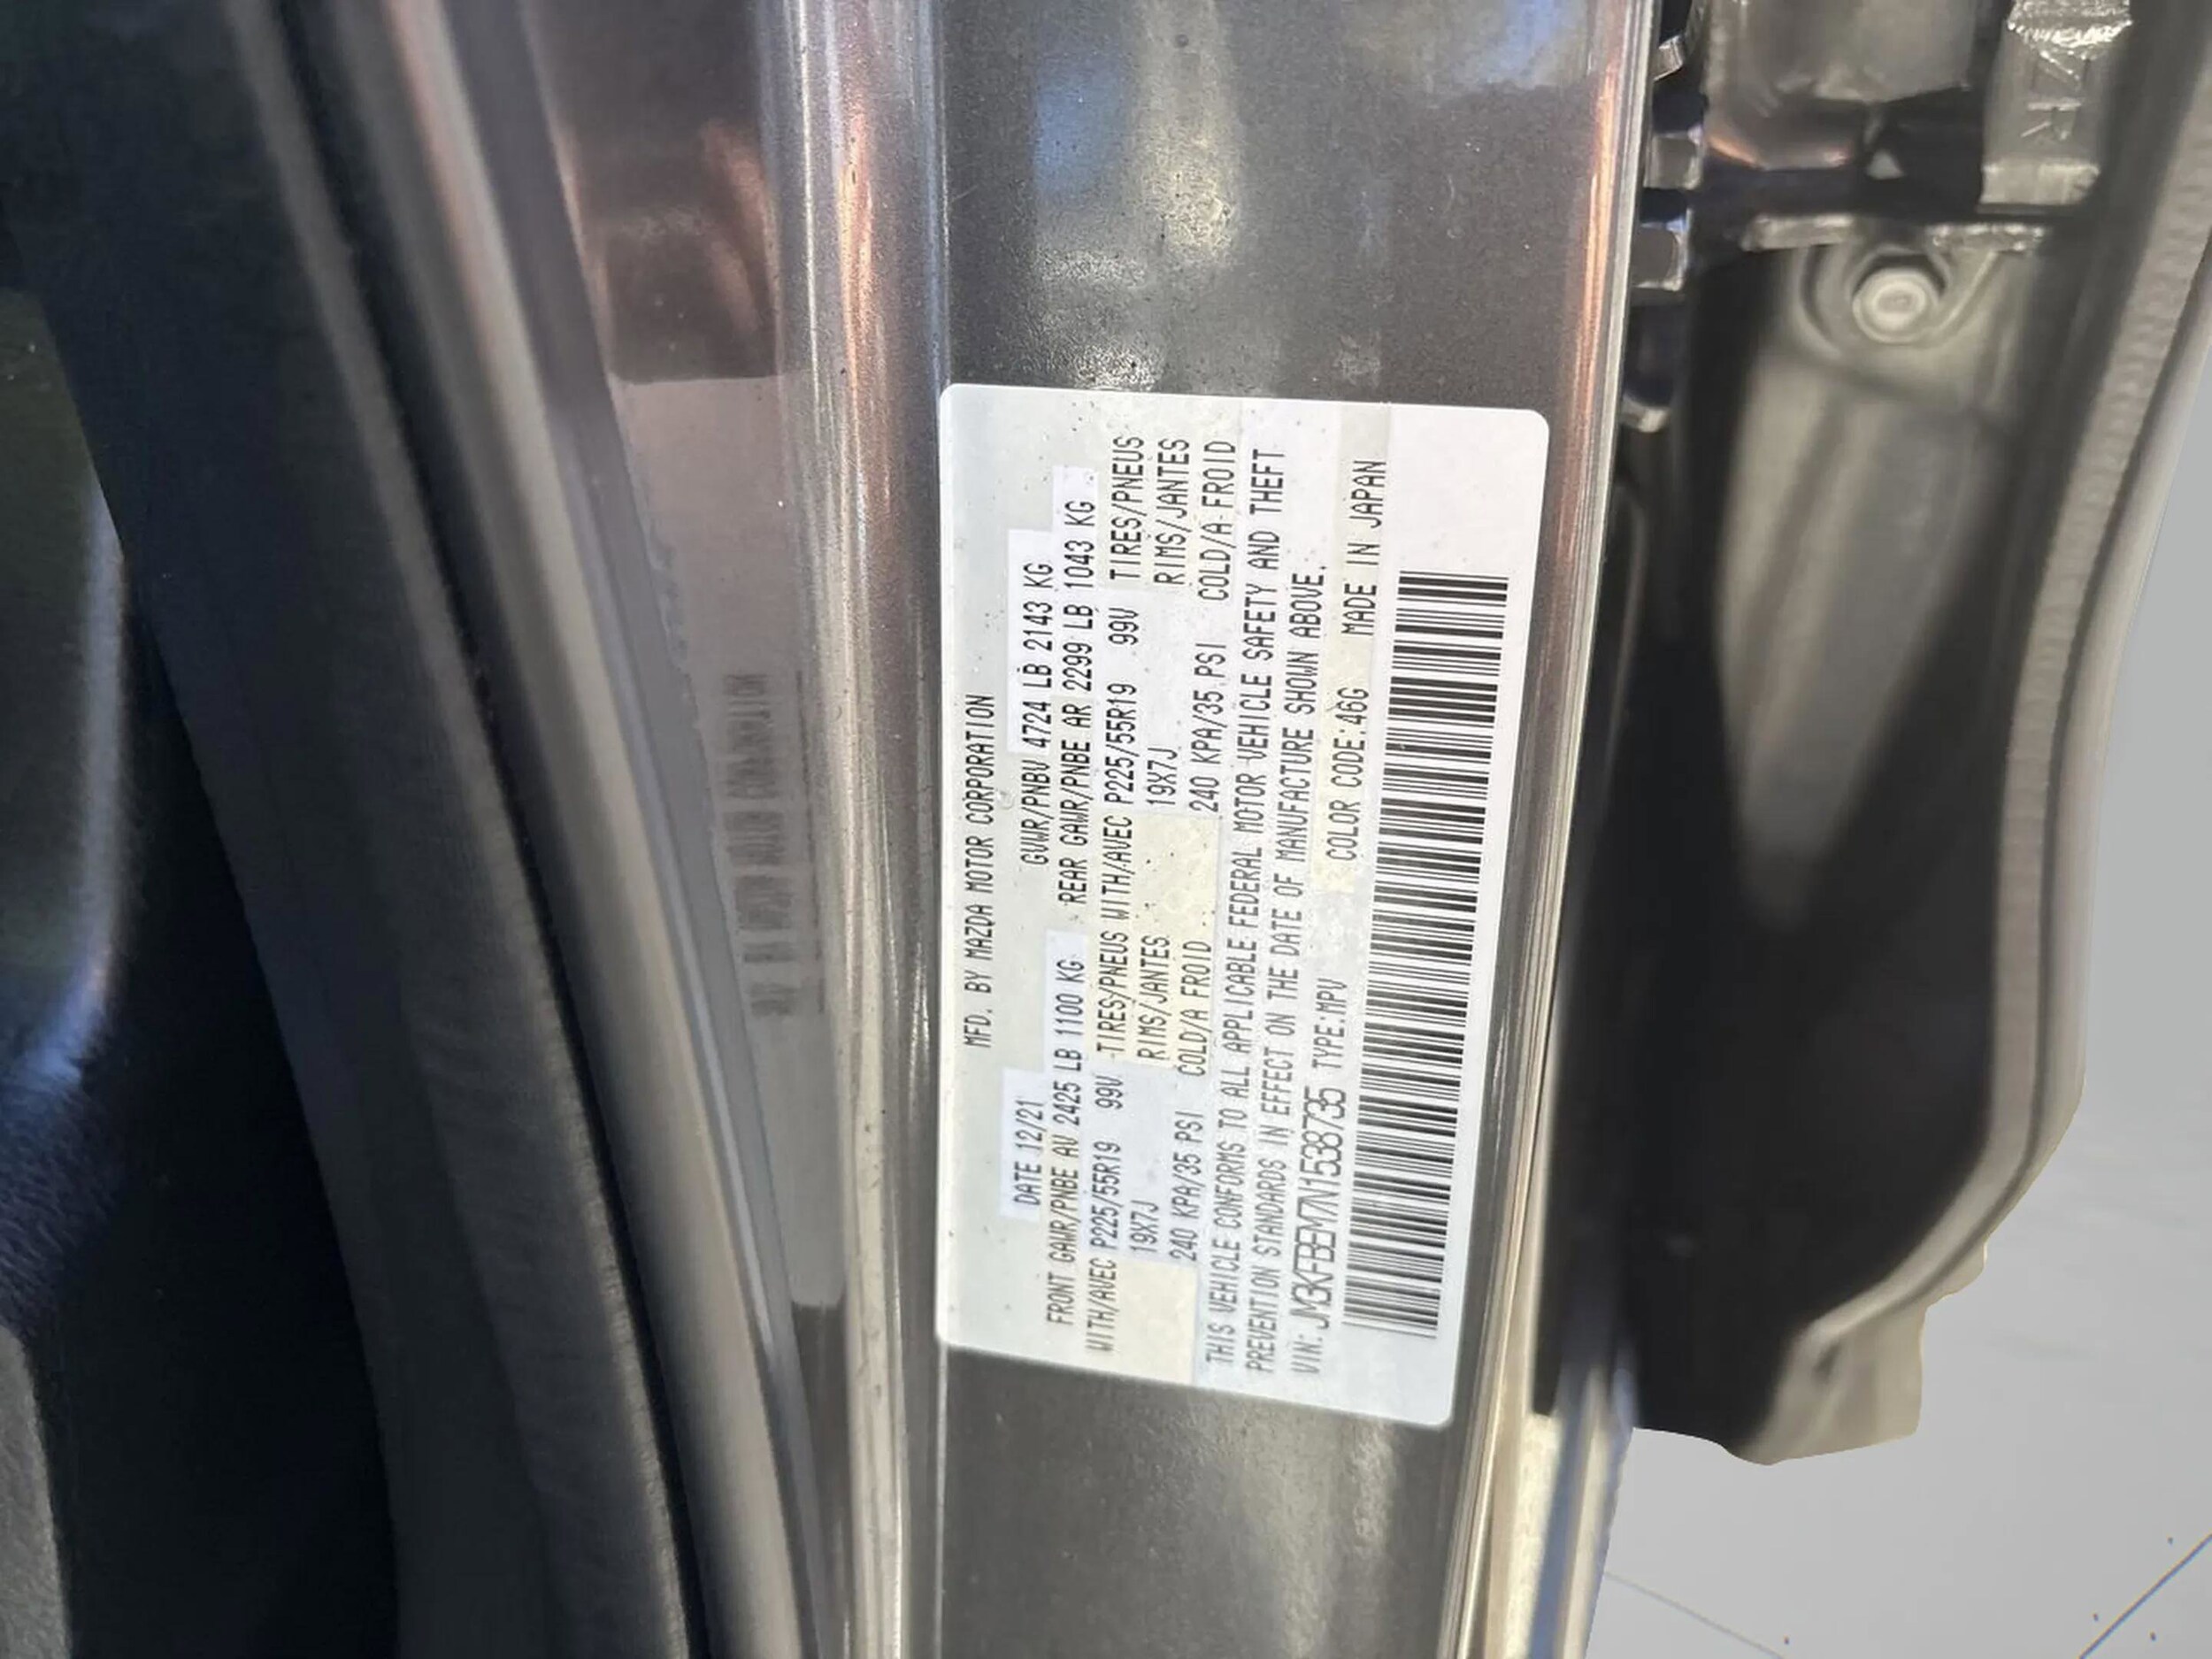 MFD. BY MAZDA MOTOR CORPORATION
DATE 12/21 GVWR/PNBV 4724 LB 2143 KG
FRONT GAWR/PNBE AV 2425 LB 1100 KG REAR GAWR/PNBE AR 2299 LB 1043 KG
WITH/AVEC P225/55R19 99V TIRES/PNEUS WITH/AVEC P225/55R19 99V TIRES/PNEUS
19X7J RIMS/JANTES 19X7J RIMS/JANTES
240 KPA/35 PSI COLD/A FROID 240 KPA/35 PSI COLD/A FROID
THIS VEHICLE CONFORMS TO ALL APPLICABLE FEDERAL MOTOR VEHICLE SAFETY AND THEFT
PREVENTION STANDARDS IN EFFECT ON THE DATE OF MANUFACTURE SHOWN ABOVE.
VIN: JM3KFBEM7N1538735 TYPE:MPV COLOR CODE:46G MADE IN JAPAN